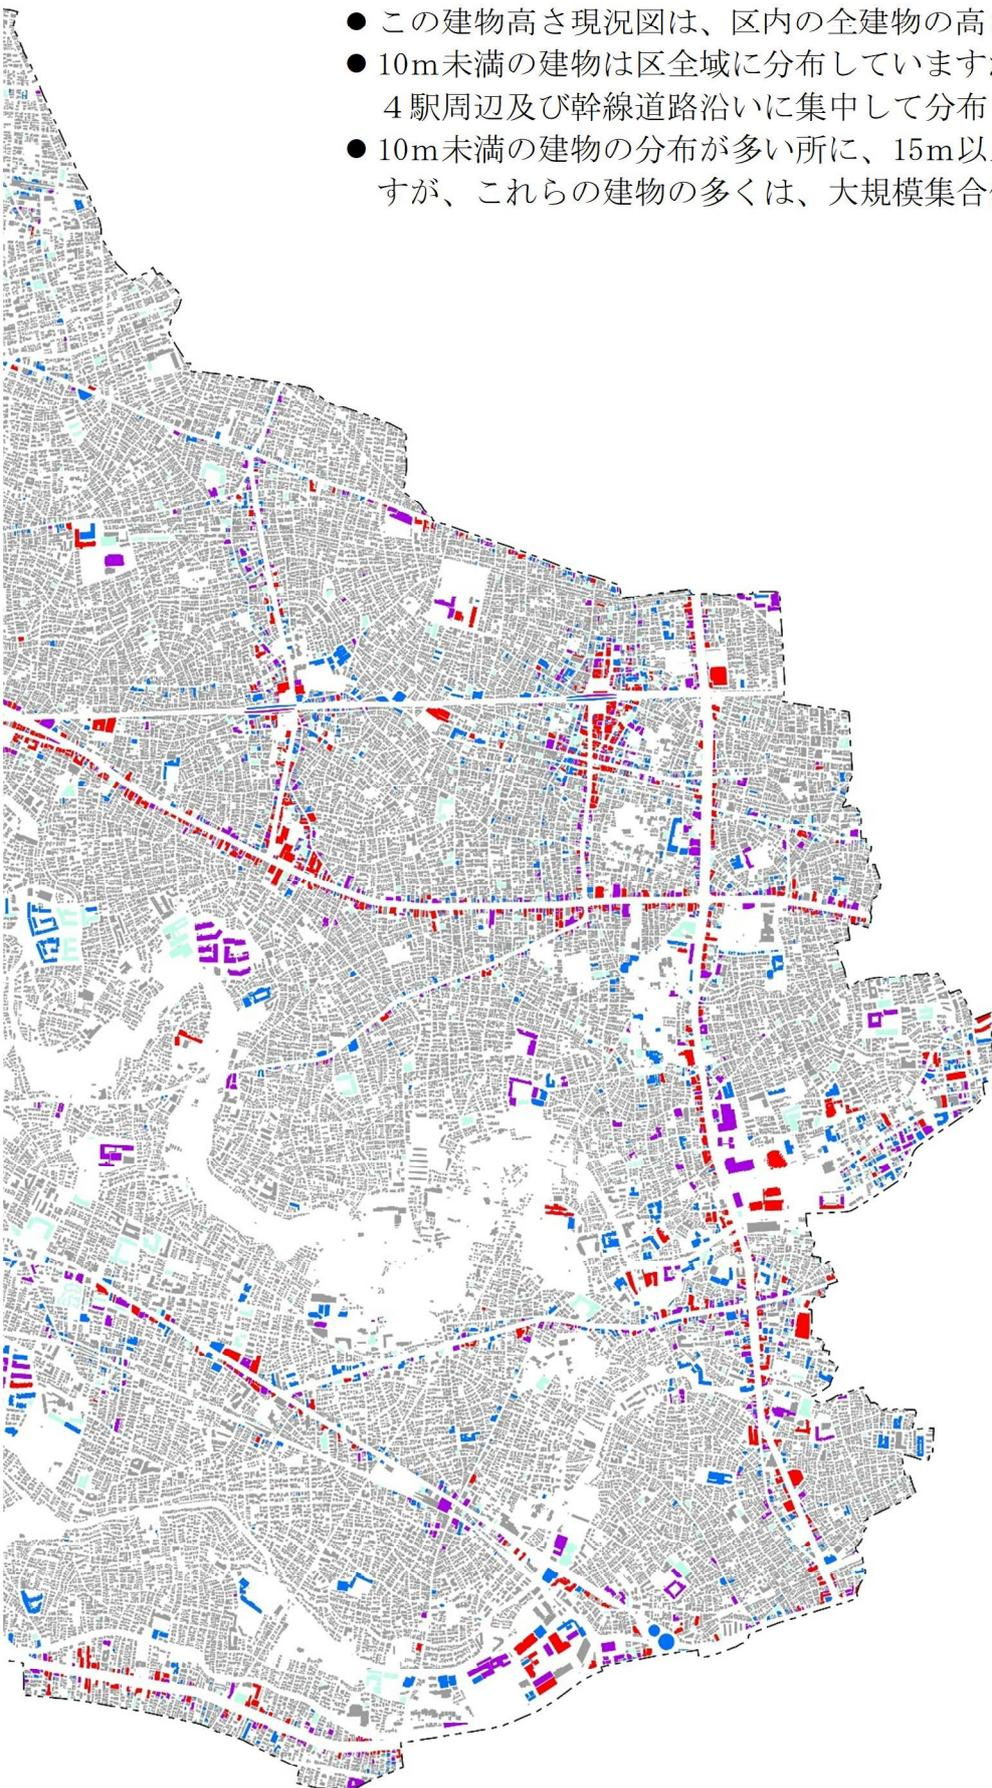 ● この建物高さ現況図は、区内の全建物の高
● 10m未満の建物は区全域に分布しています
４駅周辺及び幹線道路沿いに集中して分布
● 10m未満の建物の分布が多い所に、15m以
すが、これらの建物の多くは、大規模集合